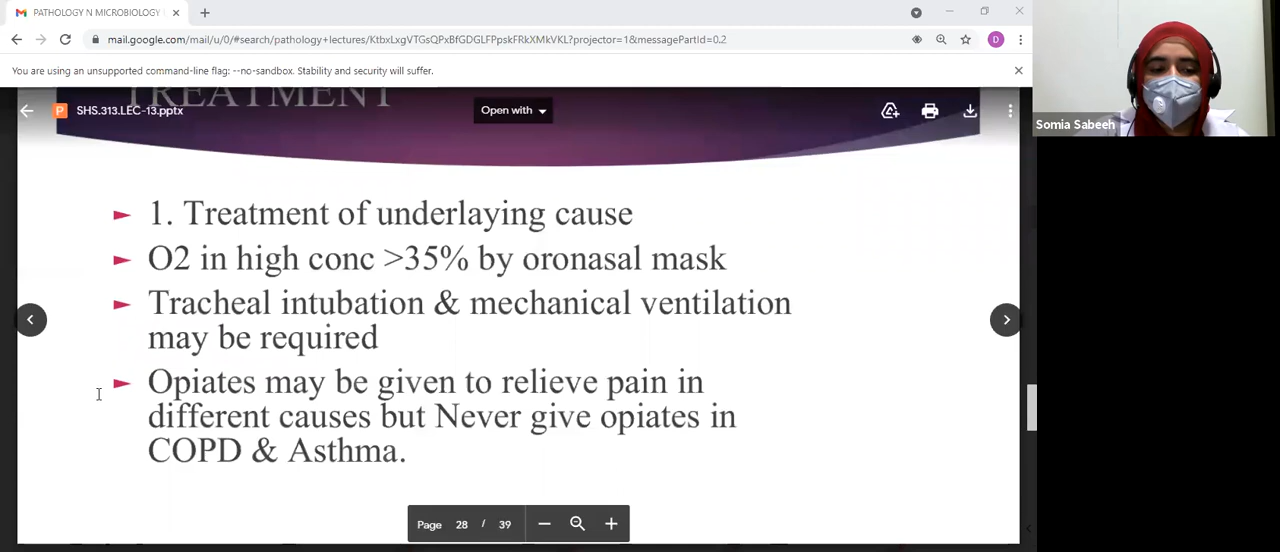 PATHOLOGY N MICROBIOLOGY
mail.google.com/mail/u/0/#search/pathology+lectures/KtbxLxgVTGsQPxBfGDGLFPpskFRkXMkVKL?projector=1&messagePartId=0.2
D
You are using an unsupported command-line flag: --no-sandbox. Stability and security will suffer.
TREATMENT
P SHS.313.LEC-13.pptx
Open with
Somia Sabeeh
1. Treatment of underlaying cause
O2 in high conc >35% by oronasal mask
Tracheal intubation & mechanical ventilation
may be required
Opiates may be given to relieve pain in
different causes but Never give opiates in
COPD & Asthma.
Page 28 / 39